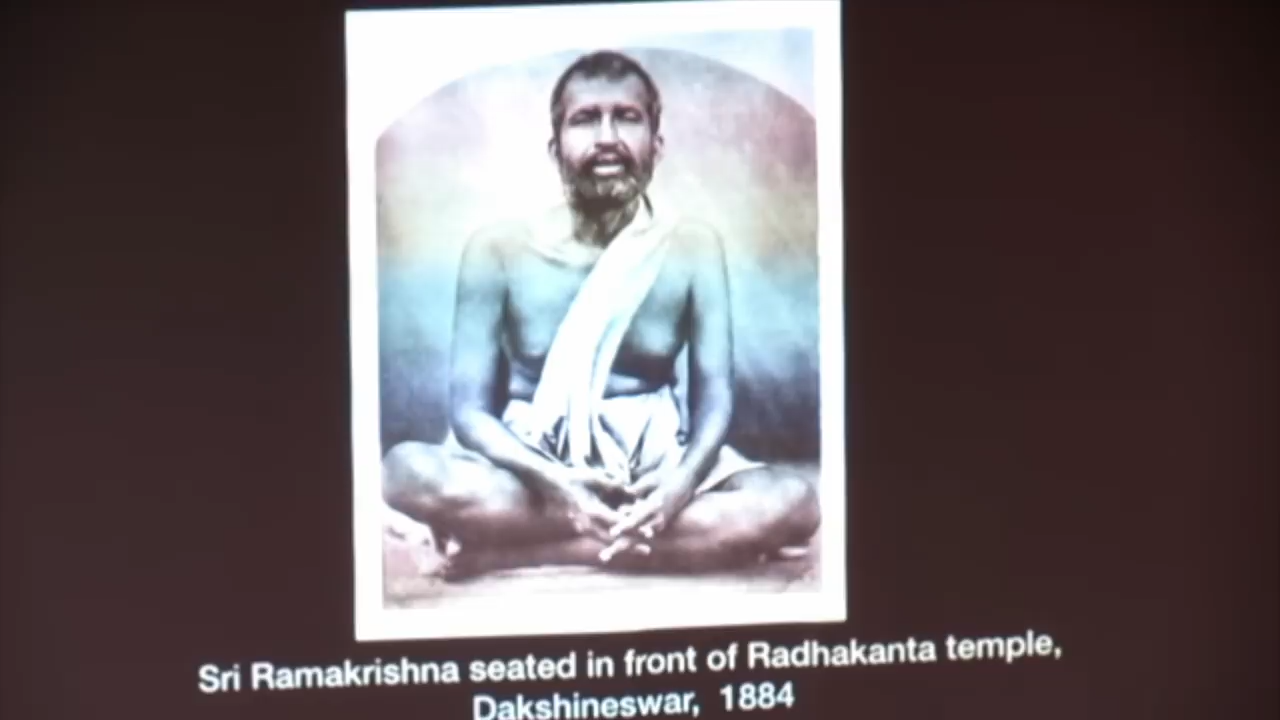 Sri Ramakrishna seated in front of Radhakanta temple,
Dakshineswar, 1884